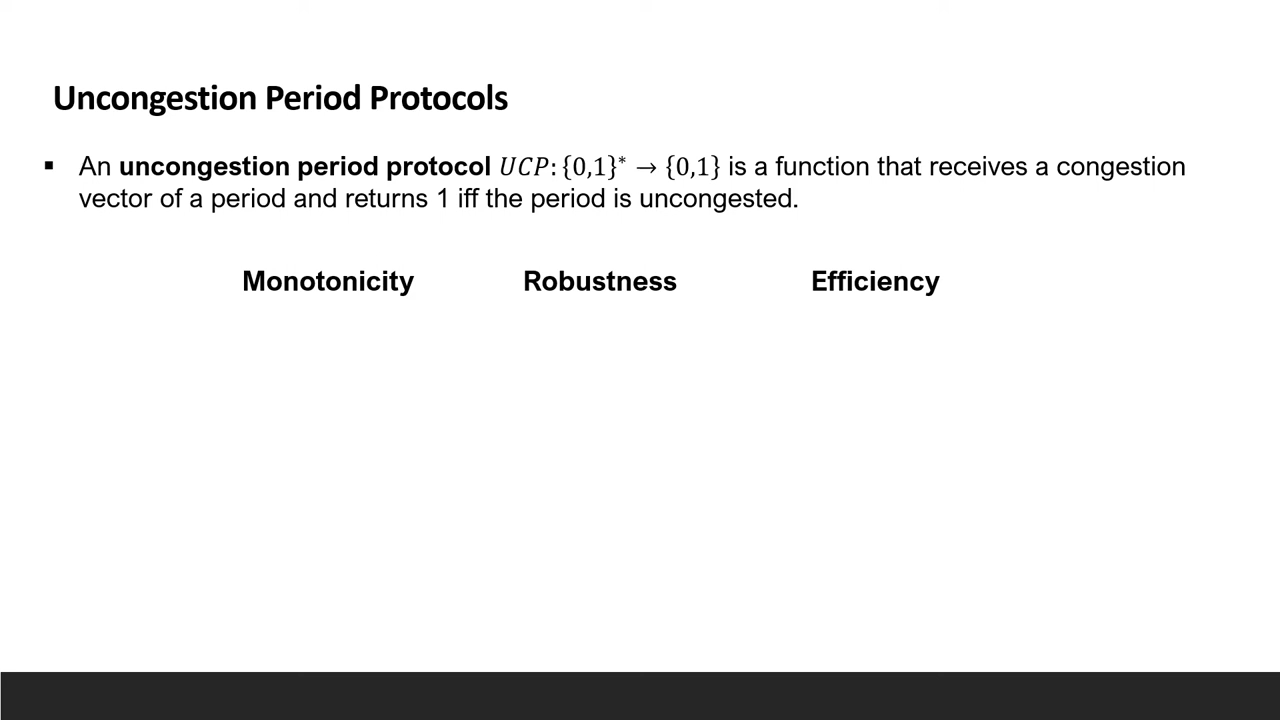 Uncongestion Period Protocols
▪ An uncongestion period protocol 𝑈𝐶𝑃: {0,1}* → {0,1} is a function that receives a congestion
vector of a period and returns 1 iff the period is uncongested.
Monotonicity Robustness Efficiency